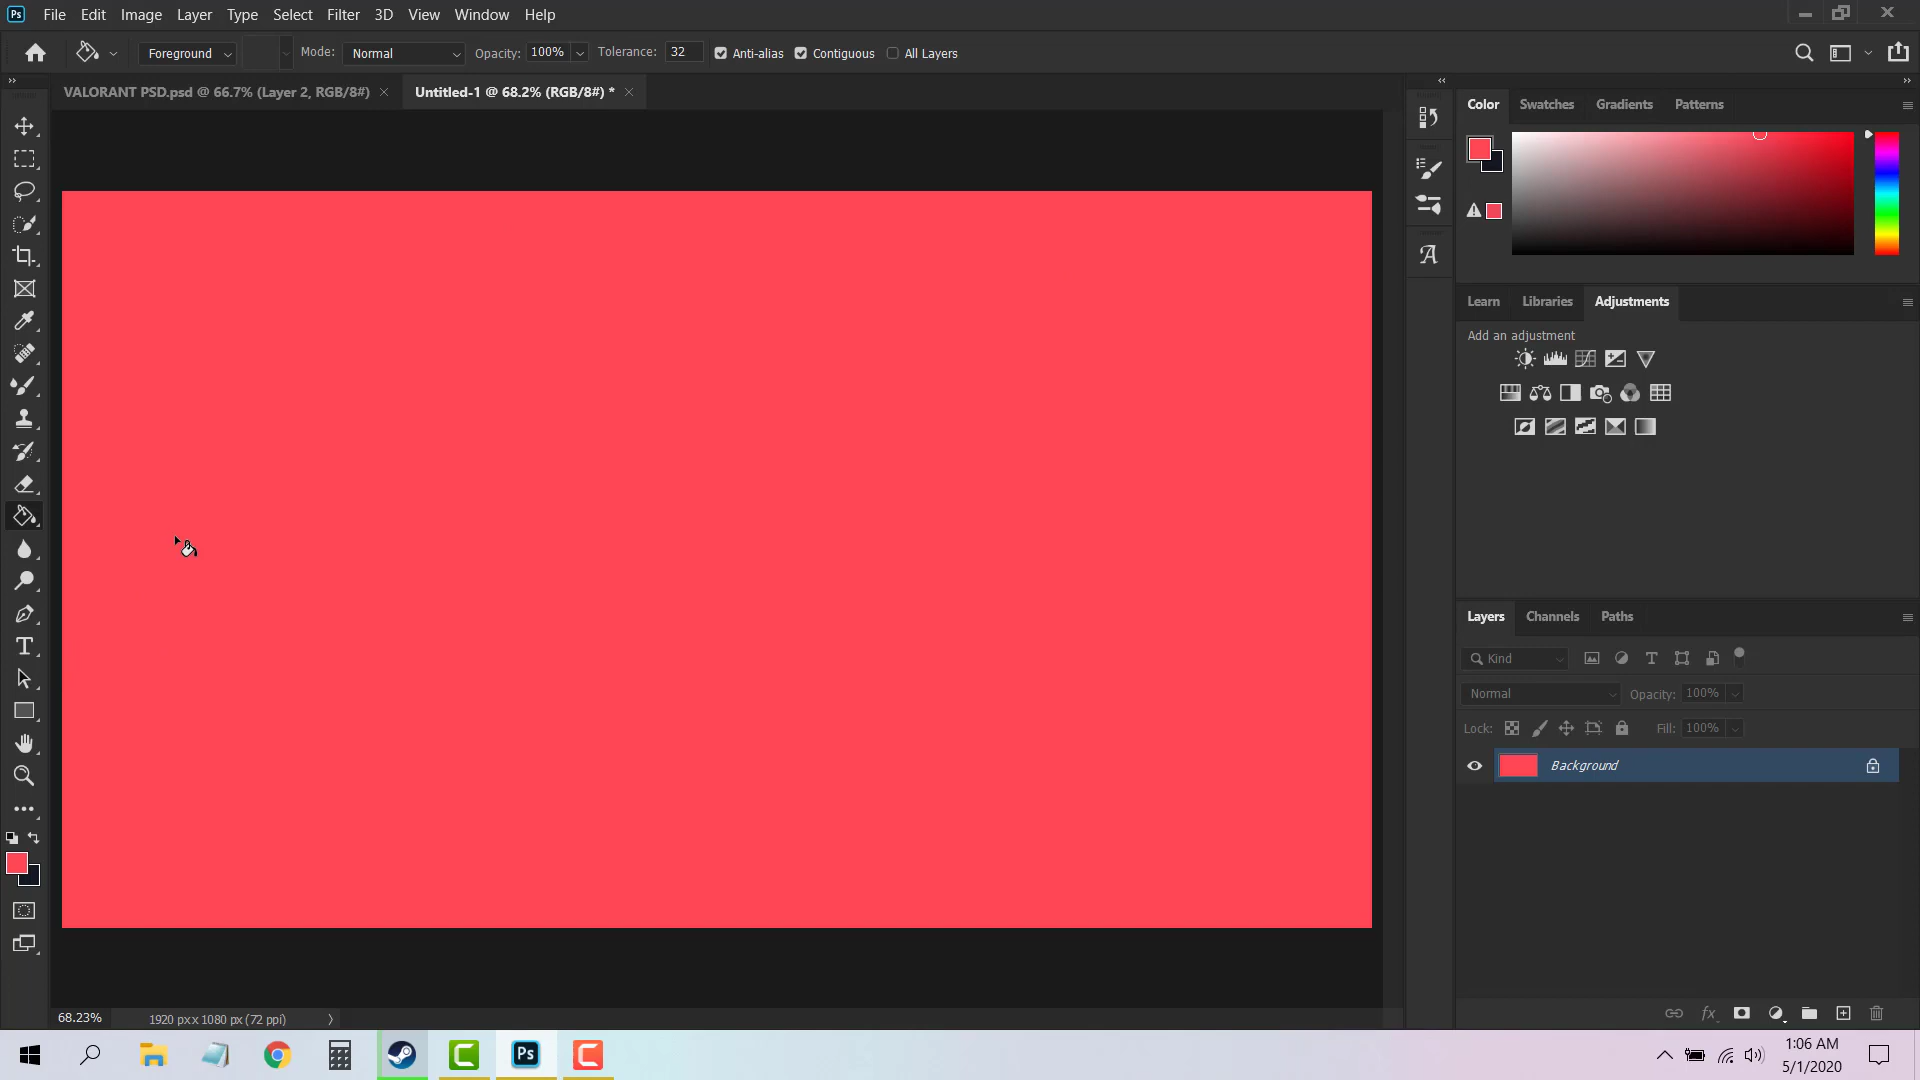 Ps File Edit Image Layer Type Select Filter 3D View Window Help
Foreground Mode: Normal Opacity: 100% Tolerance: 32 Anti-alias Contiguous All Layers
VALORANT PSD.psd @ 66.7% (Layer 2, RGB/8#) Untitled-1 @ 68.2% (RGB/8#) *
Color Swatches Gradients Patterns
Learn Libraries Adjustments
Add an adjustment
Layers Channels Paths
Kind
Normal Opacity: 100%
Lock: Fill: 100%
Background
fx
68.23% 1920 px x 1080 px (72 ppi)
Ps
1:06 AM
5/1/2020